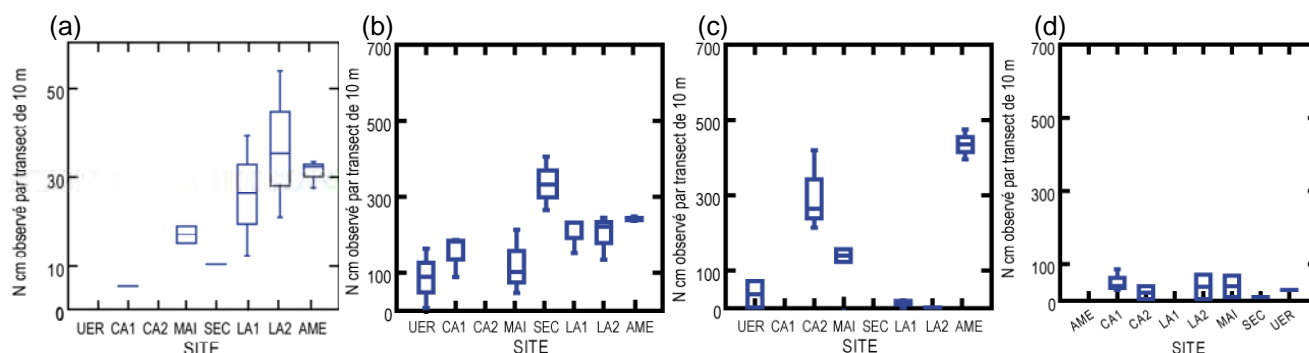 (a)
N cm observé par transect de 10 m
50
30
10
0
UER CA1 CA2 MAI SEC LA1 LA2 AME
SITE
(b)
N cm observé par transect de 10 m
700
500
300
100
0
UER CA1 CA2 MAI SEC LA1 LA2 AME
SITE
(c)
N cm observé par transect de 10 m
700
500
300
100
0
UER CA1 CA2 MAI SEC LA1 LA2 AME
SITE
(d)
N cm observé par transect de 10 m
700
500
300
100
0
AME CA1 CA2 LA1 LA2 MAI SEC UER
SITE